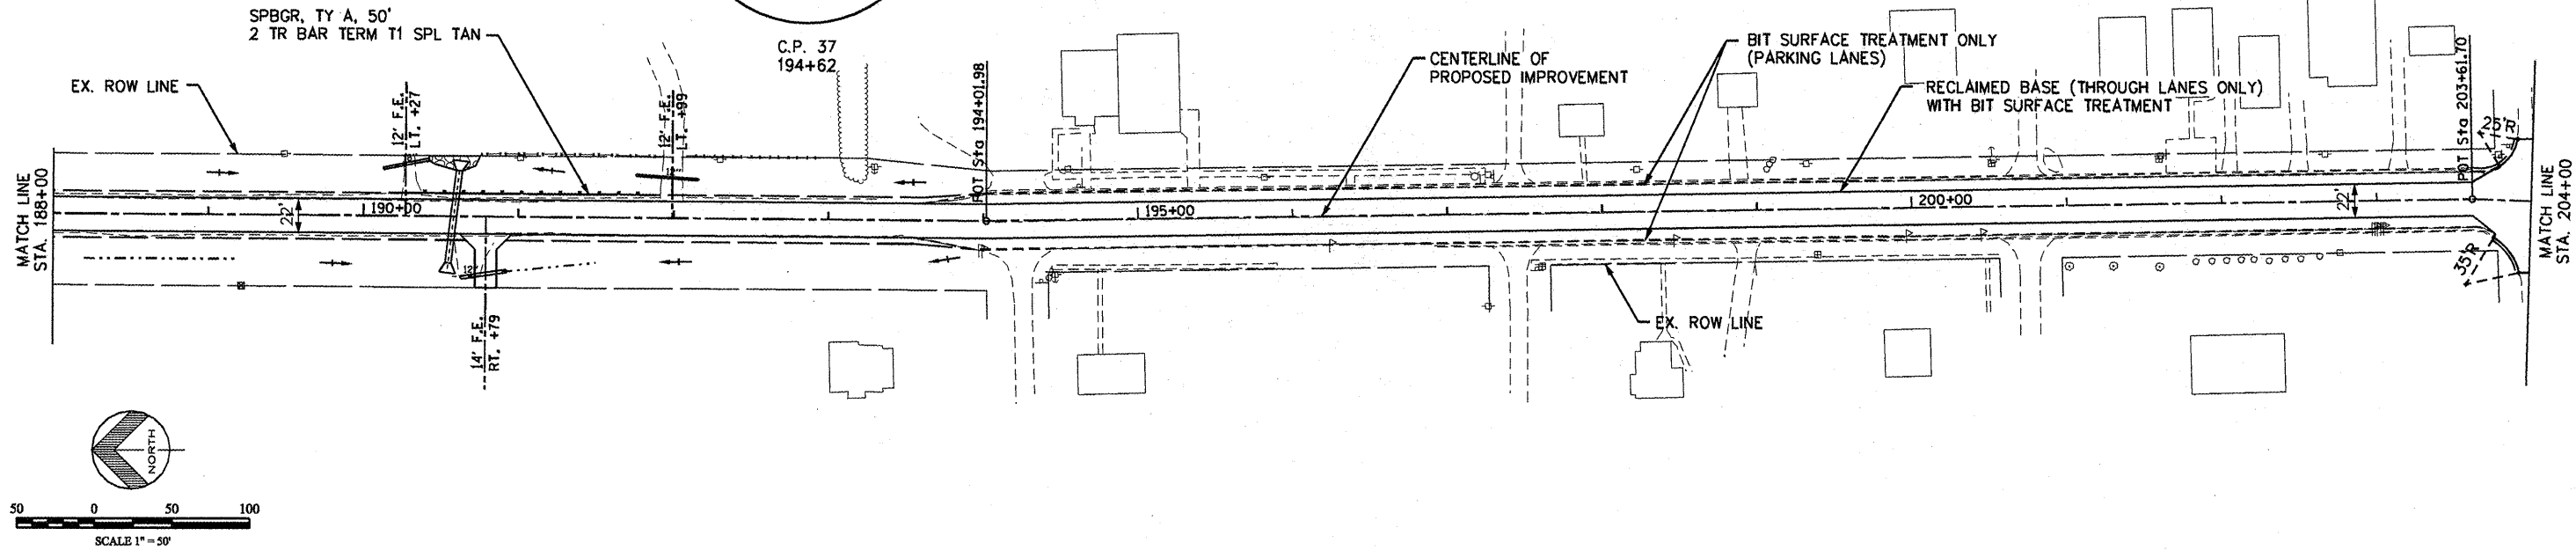 SPBGR, TY A, 50'
2 TR BAR TERM T1 SPL TAN
EX. ROW LINE
12' F.E.
LT. +27
12' F.E.
LT. +99
C.P. 37
194+62
POT Sta 194+01.98
CENTERLINE OF
PROPOSED IMPROVEMENT
BIT SURFACE TREATMENT ONLY
(PARKING LANES)
RECLAIMED BASE (THROUGH LANES ONLY)
WITH BIT SURFACE TREATMENT
POT Sta 203+61.70
25'R
MATCH LINE
STA. 188+00
22'
190+00
195+00
200+00
22'
MATCH LINE
STA. 204+00
12"
14' F.E.
RT. +79
EX. ROW LINE
35'R
NORTH
50 0 50 100
SCALE 1" = 50'